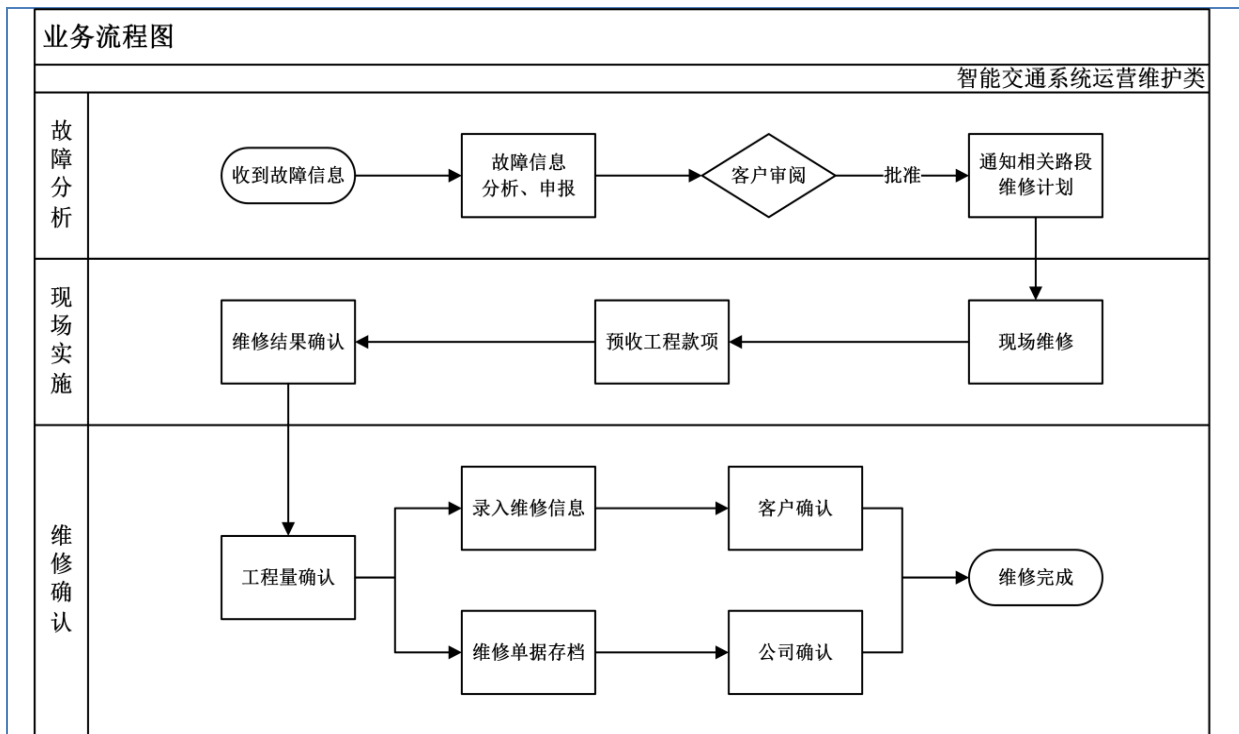 业务流程图
智能交通系统运营维护类
故障分析
收到故障信息
故障信息
分析、申报
客户审阅
批准
通知相关路段
维修计划
现场实施
维修结果确认
预收工程款项
现场维修
维修确认
录入维修信息
客户确认
工程量确认
维修完成
维修单据存档
公司确认